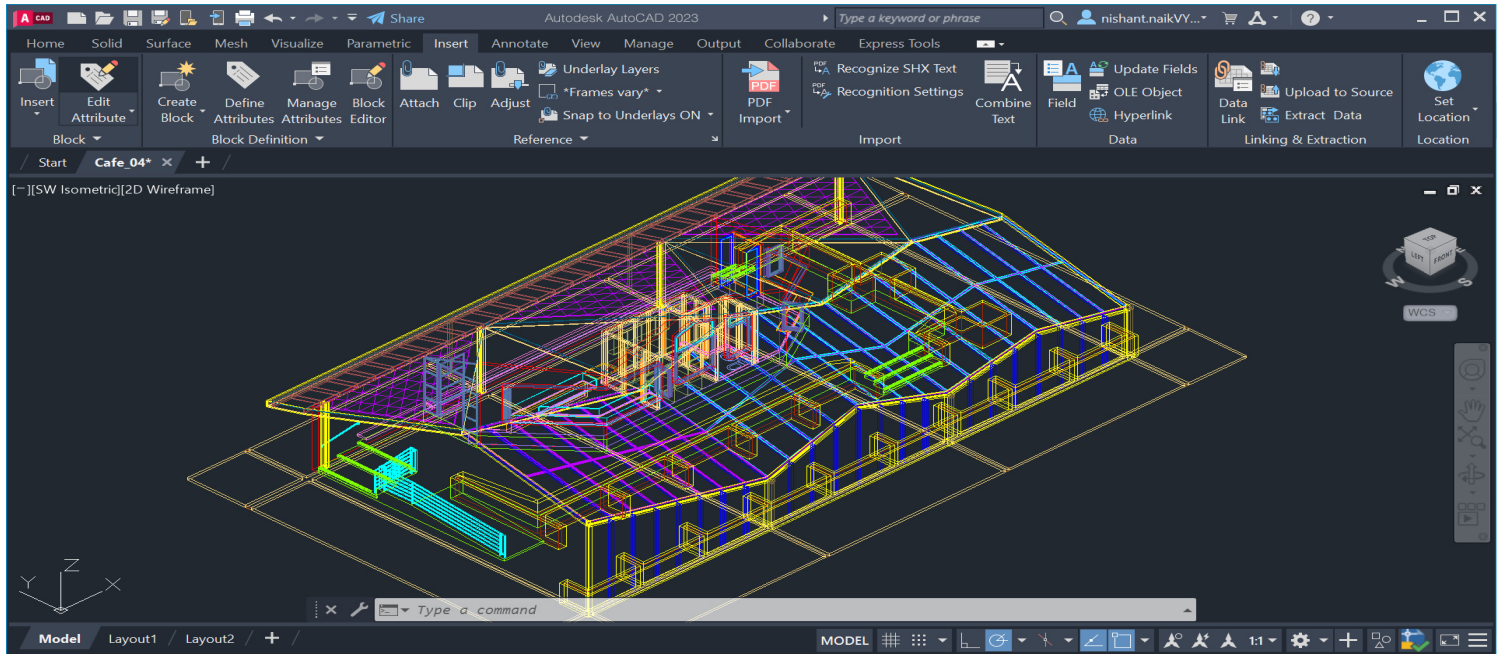 A CAD Share Autodesk AutoCAD 2023 Type a keyword or phrase nishant.naikVY... ?
Home Solid Surface Mesh Visualize Parametric Insert Annotate View Manage Output Collaborate Express Tools
Insert
Edit
Attribute
Block
Create
Block
Define
Attributes
Manage
Attributes
Block
Editor
Block Definition
Attach Clip Adjust
Underlay Layers
*Frames vary*
Snap to Underlays ON
Reference
PDF
PDF
Import
PDF A Recognize SHX Text
PDF Recognition Settings
Combine
Text
Import
Field
Update Fields
OLE Object
Hyperlink
Data
Data
Link
Upload to Source
Extract Data
Linking & Extraction
Set
Location
Location
Start Cafe_04*
[−][SW Isometric][2D Wireframe]
TOP
LEFT FRONT
W S
WCS
Z
Y X
Type a command
Model Layout1 Layout2 MODEL 1:1